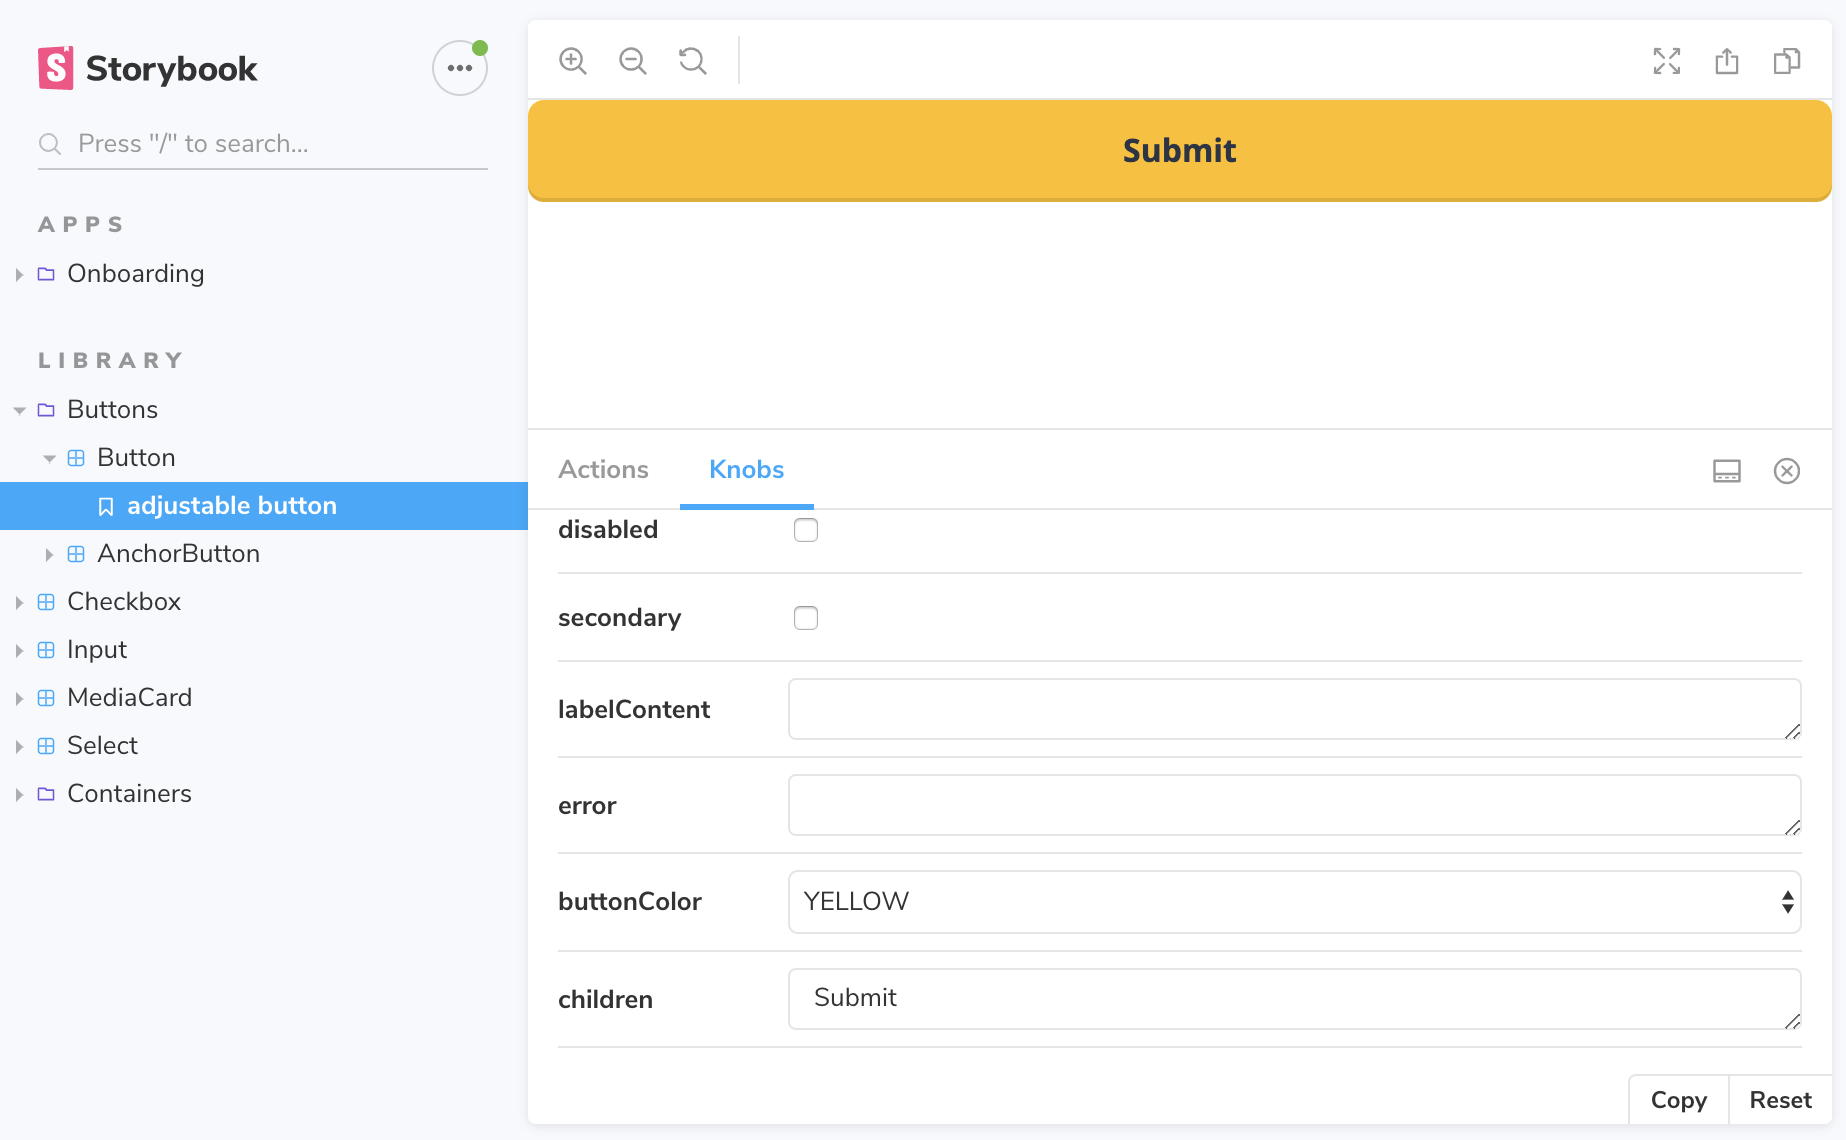 Storybook
Press "/" to search...
APPS
Onboarding
LIBRARY
Buttons
Button
adjustable button
AnchorButton
Checkbox
Input
MediaCard
Select
Containers
Submit
Actions
Knobs
disabled
secondary
labelContent
error
buttonColor
YELLOW
children
Submit
Copy
Reset